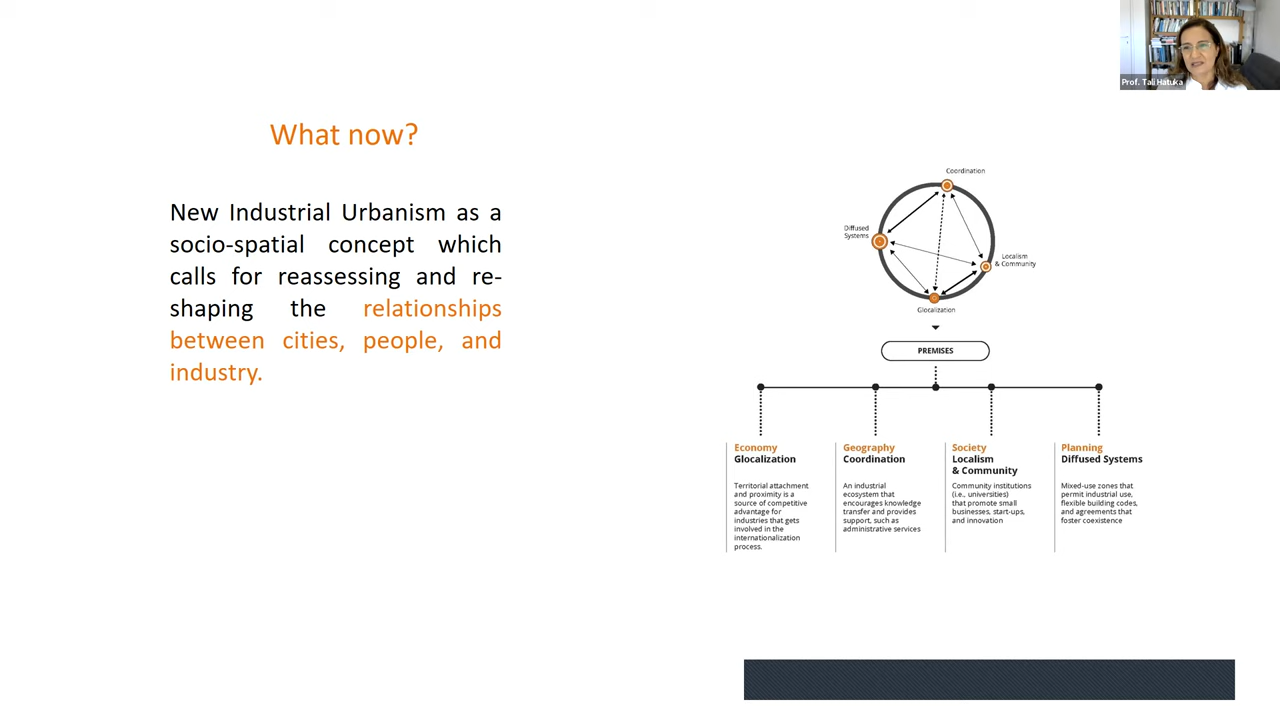 Prof. Tali Hatuka
What now?
New Industrial Urbanism as a
socio-spatial concept which
calls for reassessing and re-
shaping the relationships
between cities, people, and
industry.
Coordination
Diffused
Systems
Localism
& Community
Glocalization
PREMISES
Economy
Glocalization
Territorial attachment
and proximity is a
source of competitive
advantage for
industries that gets
involved in the
internationalization
process.
Geography
Coordination
An industrial
ecosystem that
encourages knowledge
transfer and provides
support, such as
administrative services
Society
Localism
& Community
Community institutions
(i.e., universities)
that promote small
businesses, start-ups,
and innovation
Planning
Diffused Systems
Mixed-use zones that
permit industrial use,
flexible building codes,
and agreements that
foster coexistence